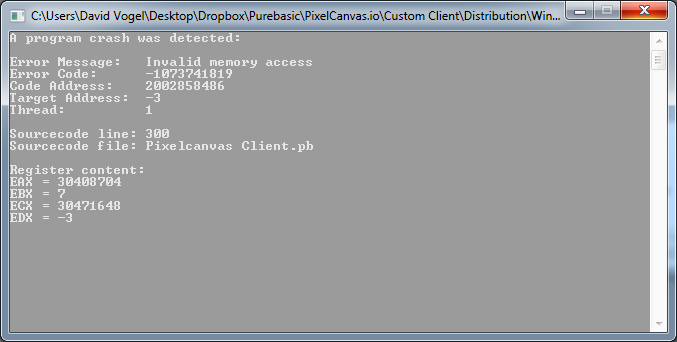 C:\Users\David Vogel\Desktop\Dropbox\Purebasic\PixelCanvas.io\Custom Client\Distribution\Win...
A program crash was detected:
Error Message: Invalid memory access
Error Code: -1073741819
Code Address: 2002858486
Target Address: -3
Thread: 1
Sourcecode line: 300
Sourcecode file: Pixelcanvas Client.pb
Register content:
EAX = 30408704
EBX = 7
ECX = 30471648
EDX = -3